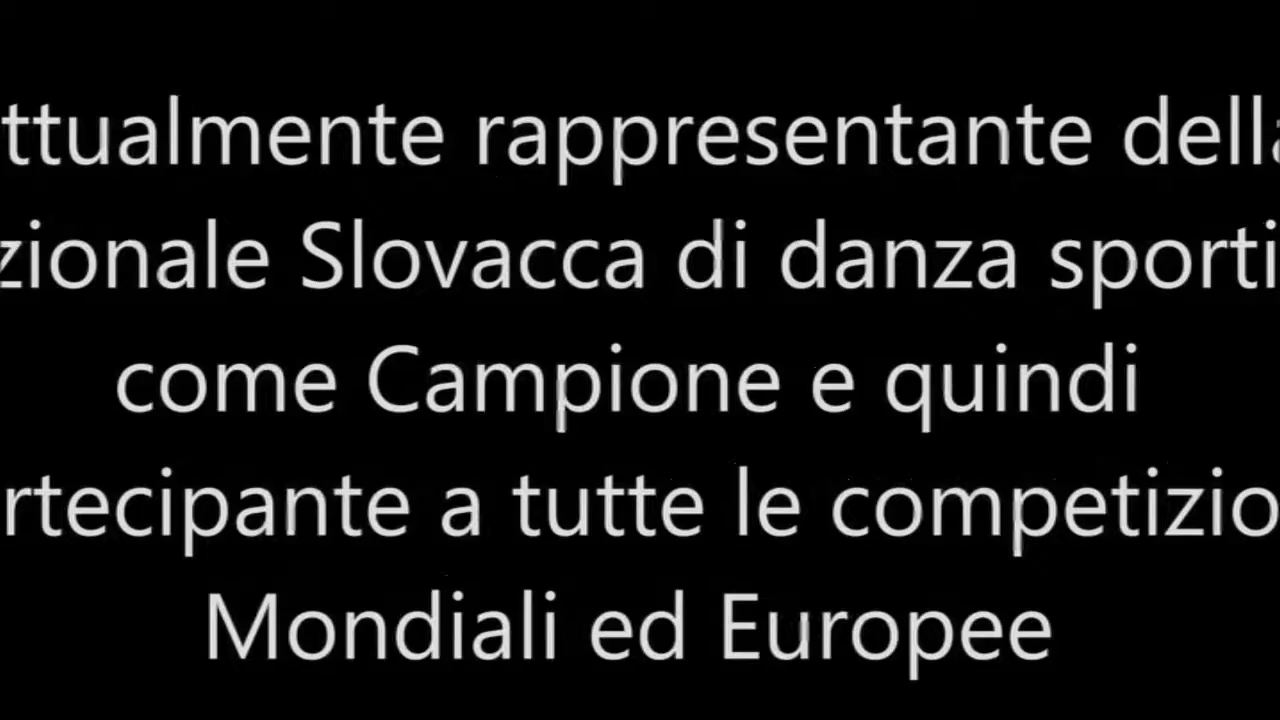 ttualmente rappresentante della
zionale Slovacca di danza sporti
come Campione e quindi
rtecipante a tutte le competizio
Mondiali ed Europee